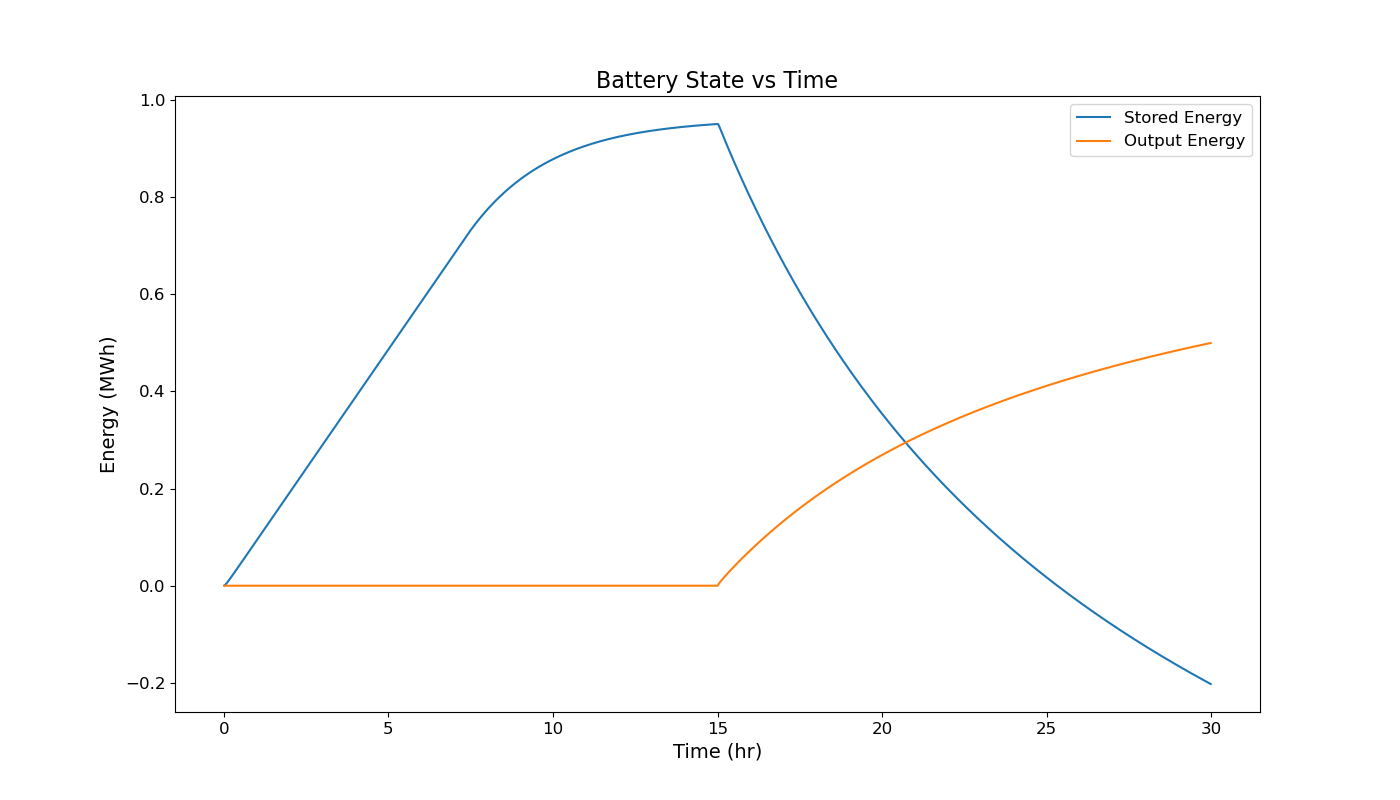 Battery State vs Time
Stored Energy
Output Energy
Energy (MWh)
1.0
0.8
0.6
0.4
0.2
0.0
−0.2
0 5 10 15 20 25 30
Time (hr)